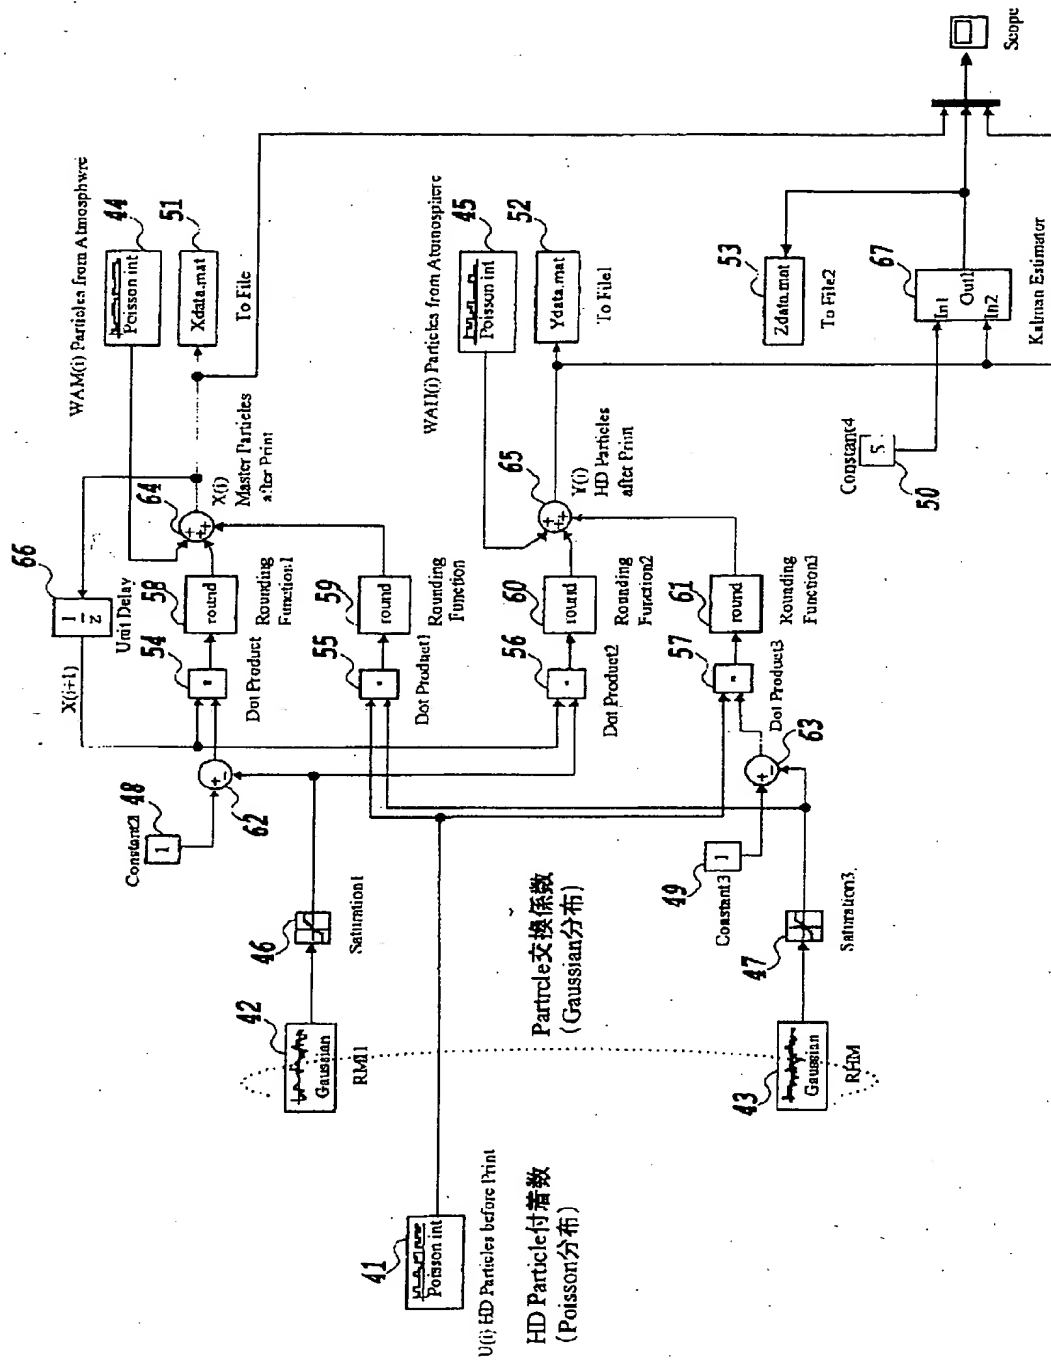 WAM(i) Particles from Atmosphwre
44
Poisson int
51
Xdata.mat
To File
66
1
z
Unit Delay
X(i+1)
64
X(i)
Master Particles
after Print
58
round
Rounding
Function1
54
Dot Product
59
round
Rounding
Function
55
Dot Product1
Constant2
48
1
62
46
Saturation1
42
Gaussian
WAH(i) Particles from Atomosphere
45
Poisson int
52
Ydata.mat
To File1
65
Y(i)
HD Particles
after Print
60
round
Rounding
Function2
56
Dot Product2
61
round
Rounding
Function3
57
Dot Product3
63
49
1
Constant3
47
Saturation3
43
Gaussian
RHM
Partrcle交換係数
(Gaussian分布)
41
Poisson int
U(i) HD Particles before Print
HD Particle付着数
(Poisson分布)
53
Zdata.mat
To File2
67
In1
Out1
In2
Kalman Estimator
Constant4
5
50
Scope